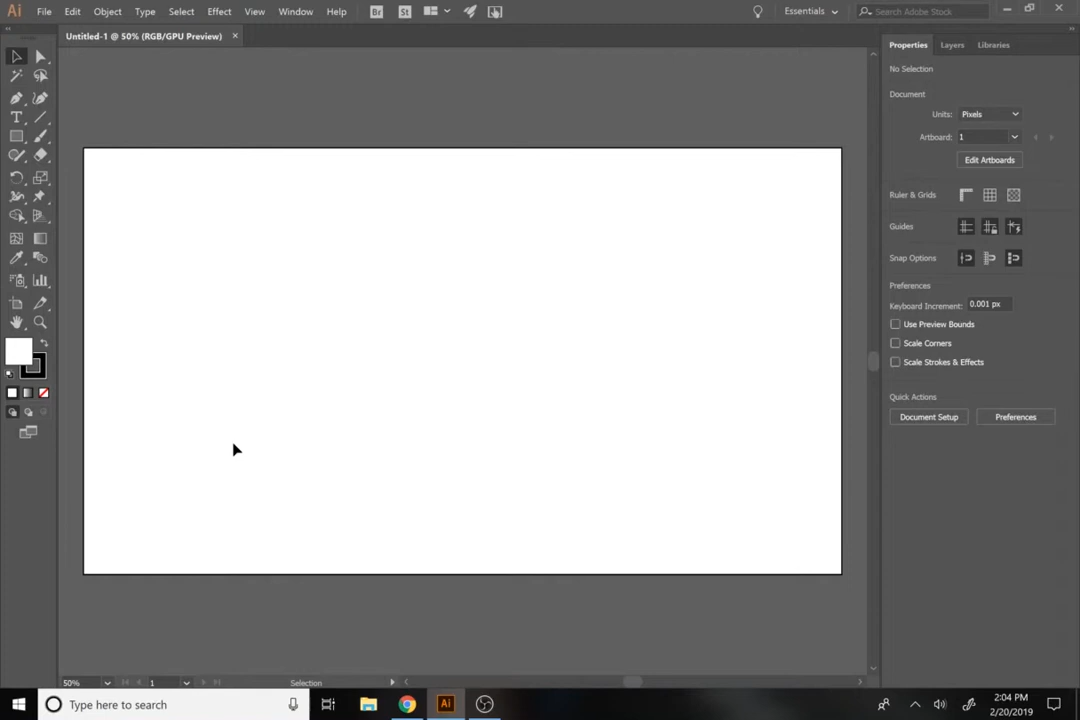 Ai File Edit Object Type Select Effect View Window Help Br St Essentials Search Adobe Stock
Untitled-1 @ 50% (RGB/GPU Preview) ×
Properties Layers Libraries
No Selection
Document
Units: Pixels
Artboard: 1
Edit Artboards
Ruler & Grids
Guides
Snap Options
Preferences
Keyboard Increment: 0.001 px
Use Preview Bounds
Scale Corners
Scale Strokes & Effects
Quick Actions
Document Setup Preferences
T
50% 1 Selection
Type here to search
Ai
2:04 PM
2/20/2019